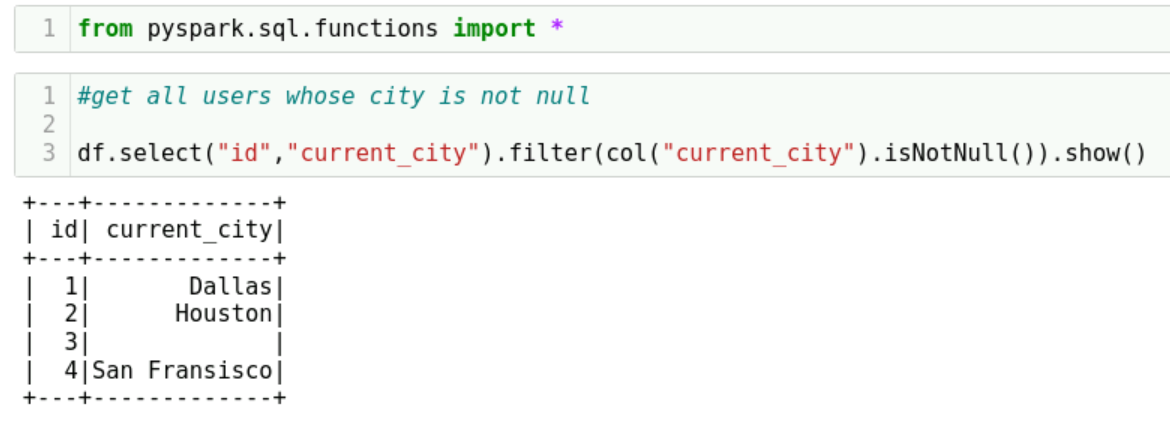 1 from pyspark.sql.functions import *
1 #get all users whose city is not null
2
3 df.select("id","current_city").filter(col("current_city").isNotNull()).show()
+---+-------------+
| id| current_city|
+---+-------------+
|  1|       Dallas|
|  2|      Houston|
|  3|             |
|  4|San Fransisco|
+---+-------------+